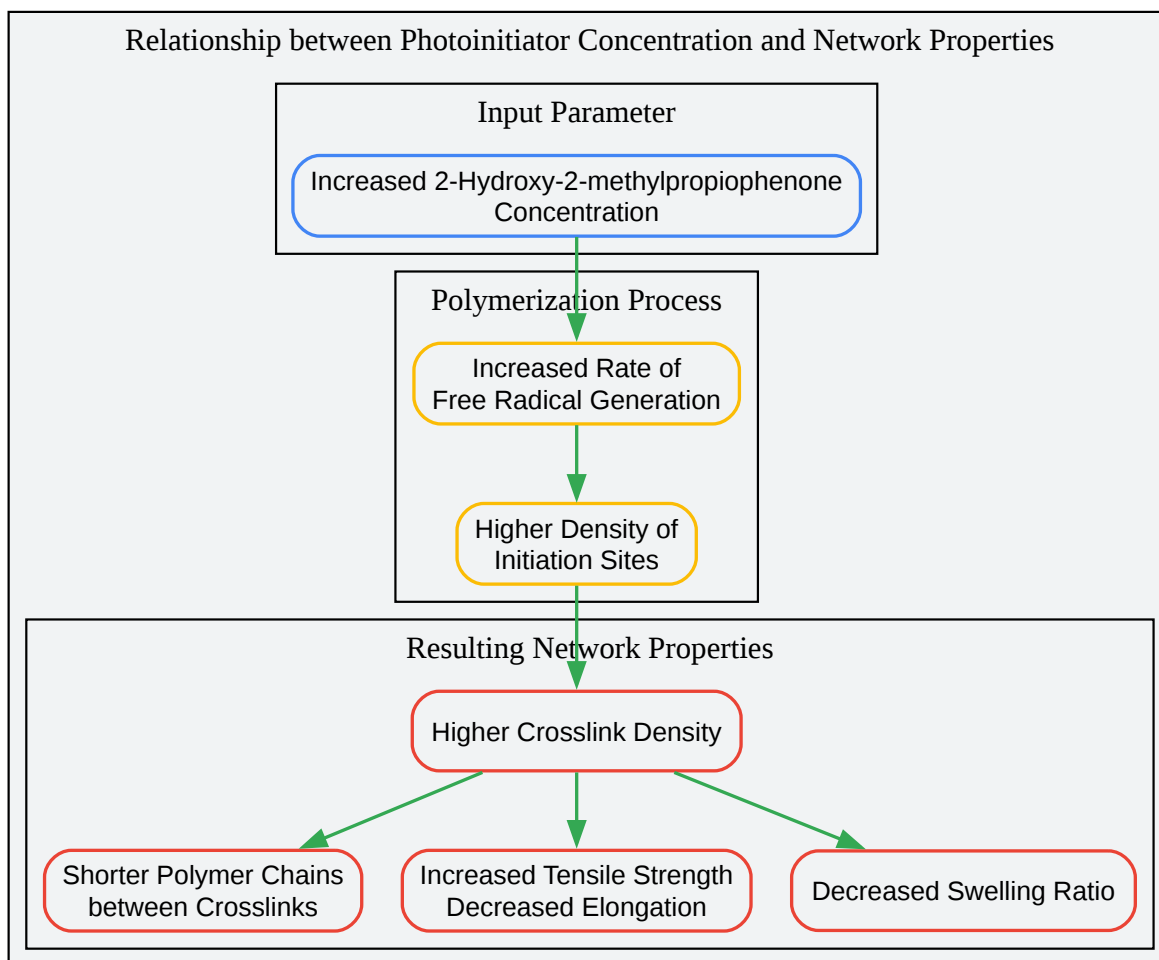 Relationship between Photoinitiator Concentration and Network Properties
Input Parameter
Increased 2-Hydroxy-2-methylpropiophenone
Concentration
Polymerization Process
Increased Rate of
Free Radical Generation
Higher Density of
Initiation Sites
Resulting Network Properties
Higher Crosslink Density
Shorter Polymer Chains
between Crosslinks
Increased Tensile Strength
Decreased Elongation
Decreased Swelling Ratio